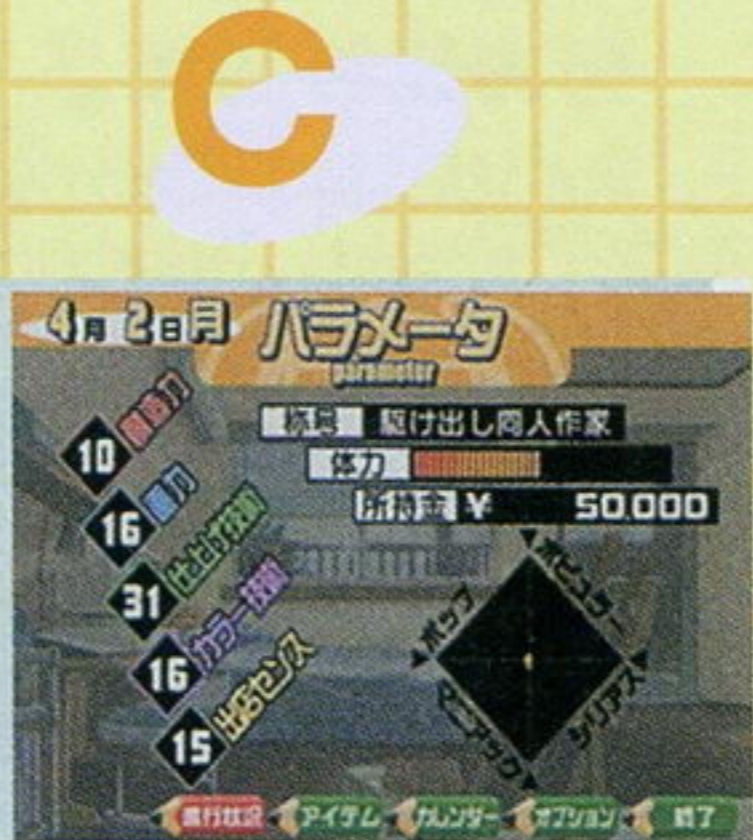 C
4月2日月 パラメータ
parameter
称号 駆け出し同人作家
体力
所持金 ¥ 50,000
10
16 画力
31 仕上げ技術
16 カラー技術
15 出店センス
ポップ
ポピュラー
マニアック
シリアス
進行状況 アイテム カレンダー オプション 終了